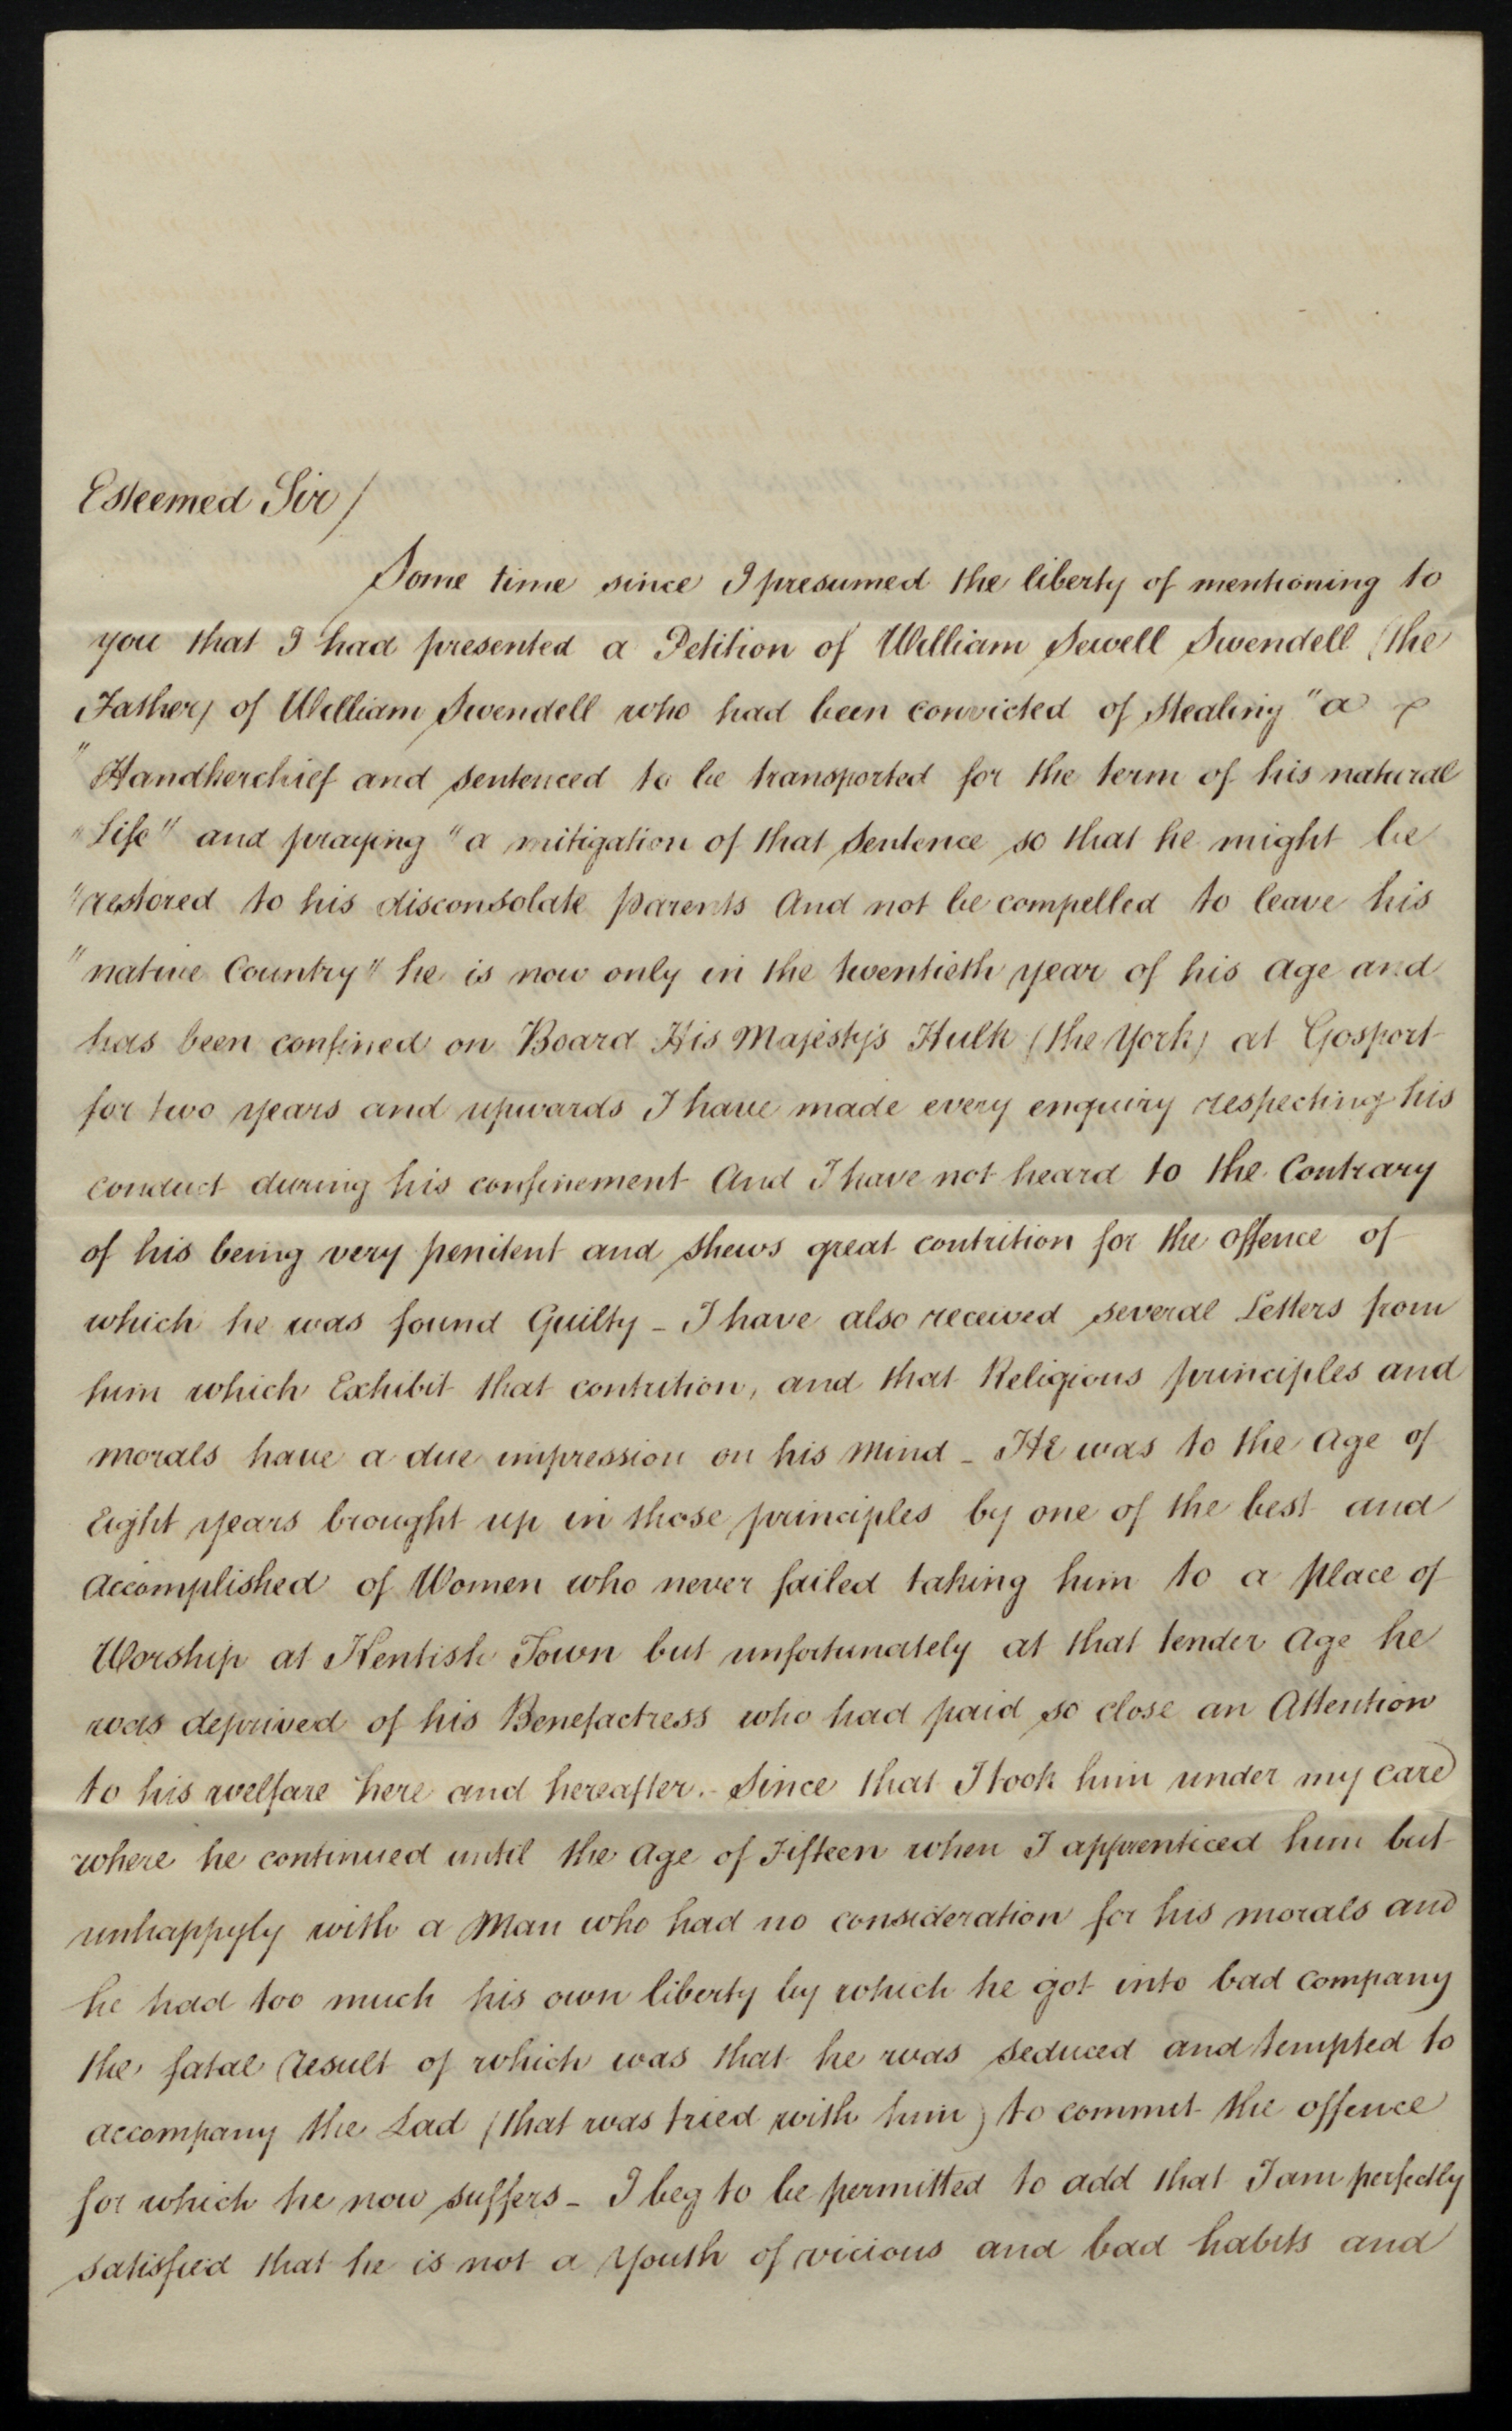 Esteemed Sir /
Some time since I presumed the liberty of mentioning to
you that I had presented a Petition of William Sewell Swendell (the
Father) of William Swendell who had been convicted of Stealing "a
"Handkerchief and sentenced to be transported for the term of his natural
"Life" and praying "a mitigation of that Sentence so that he might be
"restored to his disconsolate parents And not be compelled to leave his
"native Country" he is now only in the twentieth year of his age and
has been confined on Board His Majesty's Hulk (the York) at Gosport
for two years and upwards I have made every enquiry respecting his
conduct during his confinement And I have not heard to the Contrary
of his being very penitent and shews great contrition for the offence of
which he was found Guilty - I have also received several Letters from
him which Exhibit that contrition, and that Religious principles and
morals have a due impression on his Mind - He was to the Age of
Eight years brought up in those principles by one of the best and
Accomplished of Women who never failed taking him to a place of
Worship at Kentish Town but unfortunately at that tender Age he
was deprived of his Benefactress who had paid so close an Attention
to his welfare here and hereafter. - Since that I took him under my care
where he continued until the Age of Fifteen when I apprenticed him but
unhappyly with a Man who had no consideration for his morals and
he had too much his own liberty by which he got into bad company
the fatal result of which was that he was seduced and tempted to
accompany the Lad (that was tried with him) to commit the offence
for which he now suffers - I beg to be permitted to add that I am perfectly
satisfied that he is not a Youth of vicious and bad habits and